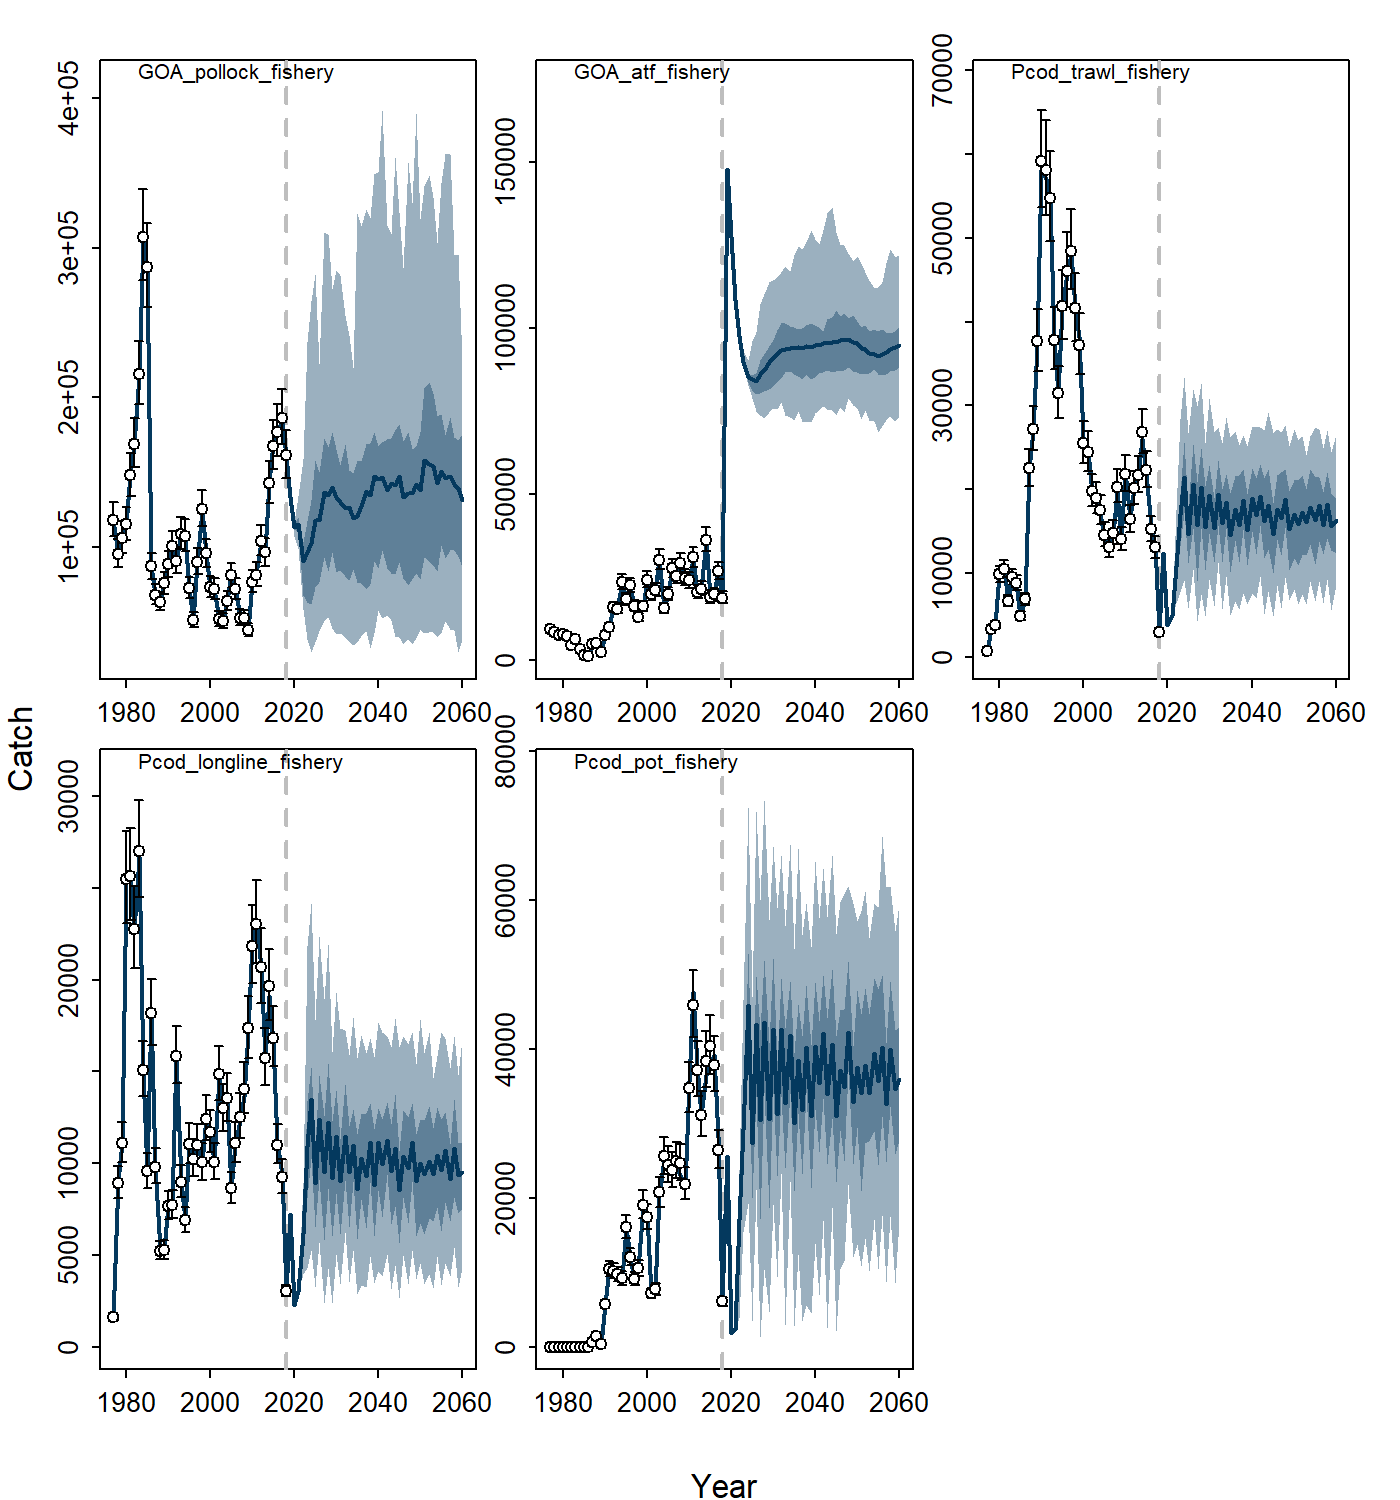 GOA_pollock_fishery
1e+05 2e+05 3e+05 4e+05
1980 2000 2020 2040 2060
GOA_atf_fishery
0 50000 100000 150000
1980 2000 2020 2040 2060
Pcod_trawl_fishery
0 10000 30000 50000 70000
1980 2000 2020 2040 2060
Catch
Pcod_longline_fishery
0 5000 10000 20000 30000
1980 2000 2020 2040 2060
Pcod_pot_fishery
0 20000 40000 60000 80000
1980 2000 2020 2040 2060
Year